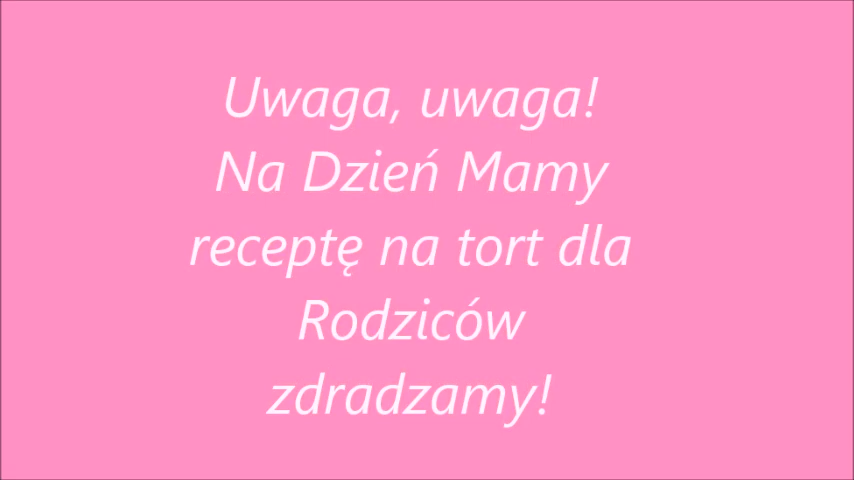 Uwaga, uwaga!
Na Dzień Mamy
receptę na tort dla
Rodziców
zdradzamy!